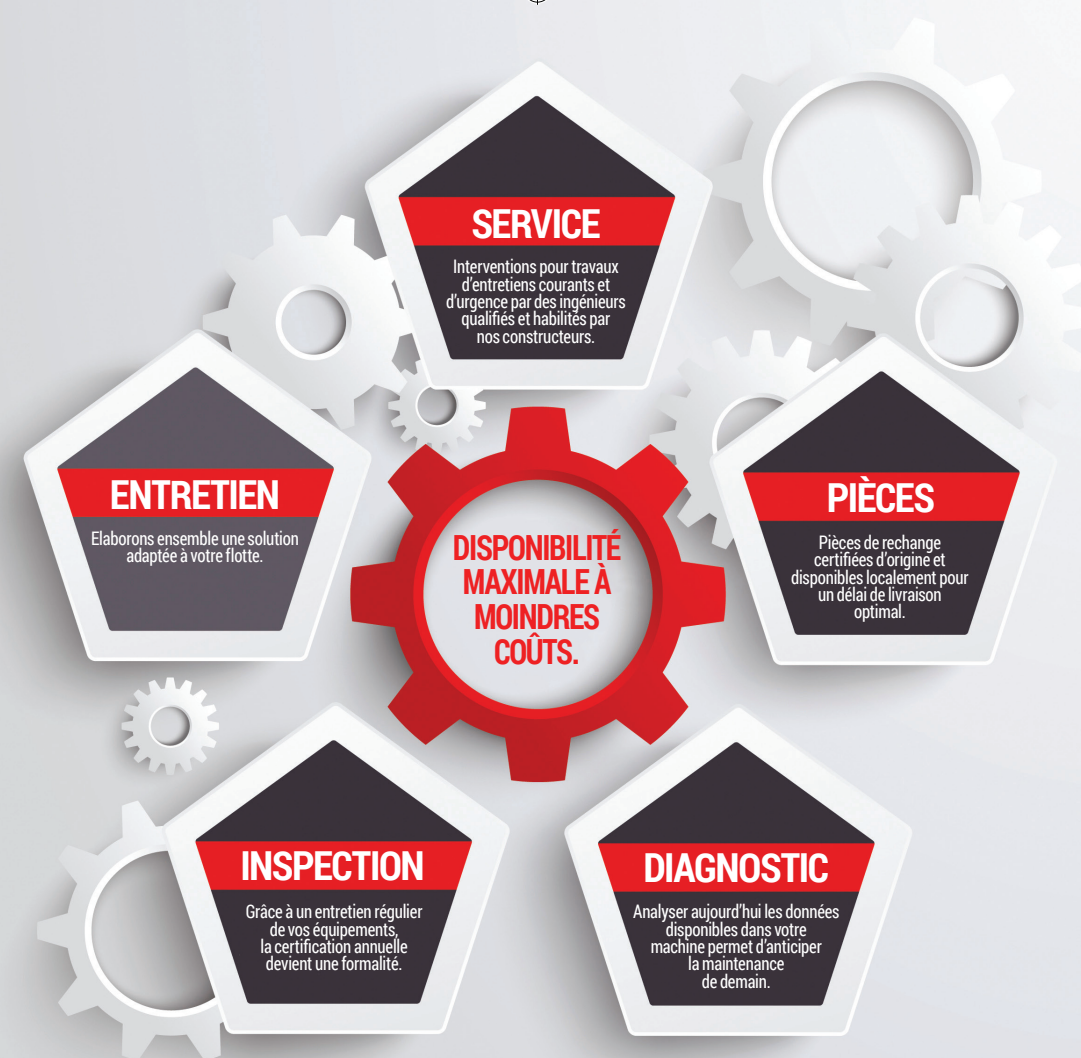 SERVICE
Interventions pour travaux
d'entretiens courants et
d'urgence par des ingénieurs
qualifiés et habilités par
nos constructeurs.
ENTRETIEN
Elaborons ensemble une solution
adaptée à votre flotte.
DISPONIBILITÉ
MAXIMALE À
MOINDRES
COÛTS.
PIÈCES
Pièces de rechange
certifiées d'origine et
disponibles localement pour
un délai de livraison
optimal.
INSPECTION
Grâce à un entretien régulier
de vos équipements,
la certification annuelle
devient une formalité.
DIAGNOSTIC
Analyser aujourd'hui les données
disponibles dans votre
machine permet d'anticiper
la maintenance
de demain.